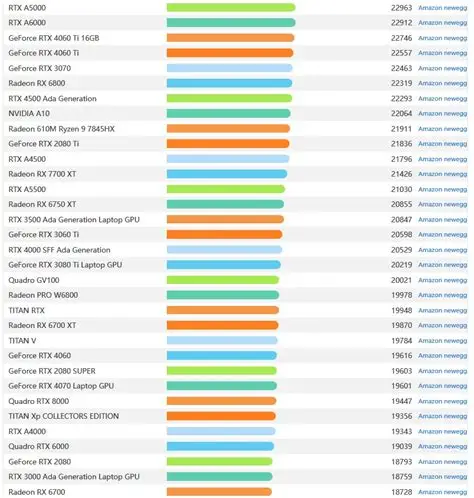 RTX A5000 22963 Amazon newegg
RTX A6000 22912 Amazon newegg
GeForce RTX 4060 Ti 16GB 22746 Amazon newegg
GeForce RTX 4060 Ti 22557 Amazon newegg
GeForce RTX 3070 22463 Amazon newegg
Radeon RX 6800 22319 Amazon newegg
RTX 4500 Ada Generation 22293 Amazon newegg
NVIDIA A10 22064 Amazon newegg
Radeon 610M Ryzen 9 7845HX 21911 Amazon newegg
GeForce RTX 2080 Ti 21836 Amazon newegg
RTX A4500 21796 Amazon newegg
Radeon RX 7700 XT 21426 Amazon newegg
RTX A5500 21030 Amazon newegg
Radeon RX 6750 XT 20855 Amazon newegg
RTX 3500 Ada Generation Laptop GPU 20847 Amazon newegg
GeForce RTX 3060 Ti 20598 Amazon newegg
RTX 4000 SFF Ada Generation 20529 Amazon newegg
GeForce RTX 3080 Ti Laptop GPU 20219 Amazon newegg
Quadro GV100 20021 Amazon newegg
Radeon PRO W6800 19978 Amazon newegg
TITAN RTX 19948 Amazon newegg
Radeon RX 6700 XT 19870 Amazon newegg
TITAN V 19784 Amazon newegg
GeForce RTX 4060 19616 Amazon newegg
GeForce RTX 2080 SUPER 19603 Amazon newegg
GeForce RTX 4070 Laptop GPU 19601 Amazon newegg
Quadro RTX 8000 19447 Amazon newegg
TITAN Xp COLLECTORS EDITION 19356 Amazon newegg
RTX A4000 19343 Amazon newegg
Quadro RTX 6000 19039 Amazon newegg
GeForce RTX 2080 18793 Amazon newegg
RTX 3000 Ada Generation Laptop GPU 18759 Amazon newegg
Radeon RX 6700 18728 Amazon newegg